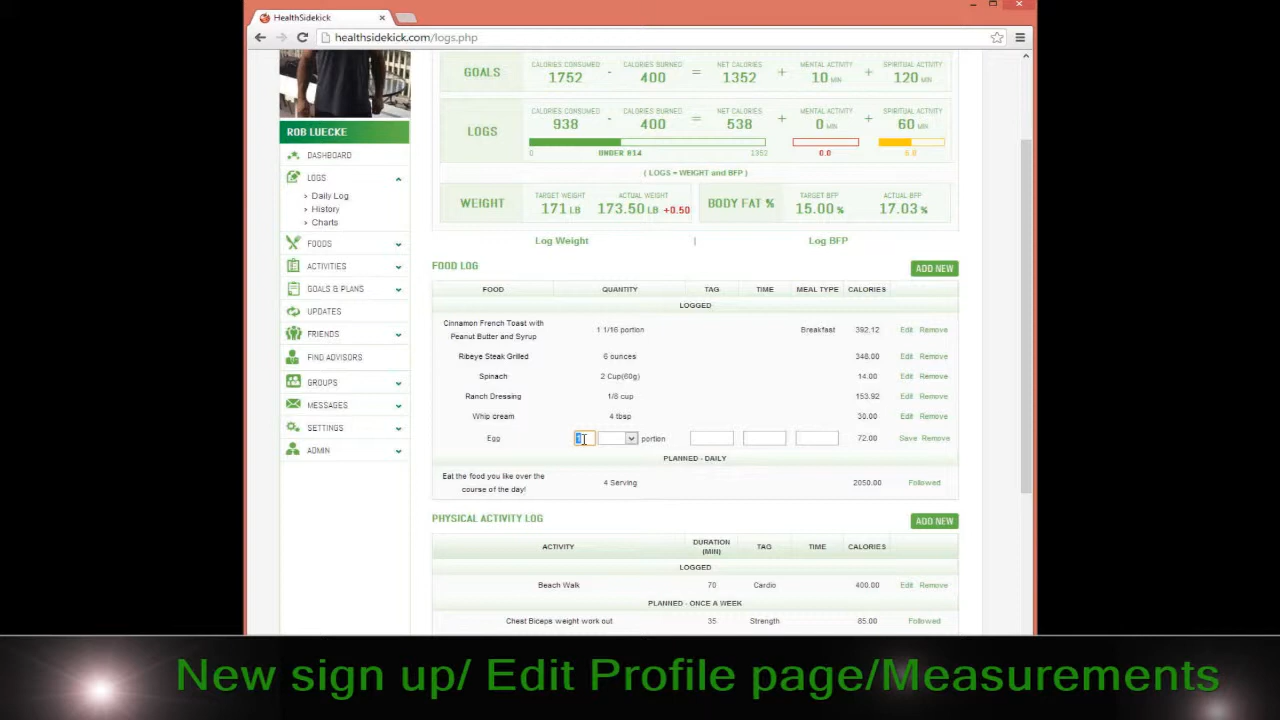 HealthSidekick
healthsidekick.com/logs.php
GOALS
CALORIES CONSUMED
1752
-
CALORIES BURNED
400
=
NET CALORIES
1352
+
MENTAL ACTIVITY
10 MIN
+
SPIRITUAL ACTIVITY
120 MIN
LOGS
CALORIES CONSUMED
938
-
CALORIES BURNED
400
=
NET CALORIES
538
+
MENTAL ACTIVITY
0 MIN
+
SPIRITUAL ACTIVITY
60 MIN
0 UNDER 814 1352
0.0
( LOGS = WEIGHT and BFP )
WEIGHT
TARGET WEIGHT
171 LB
ACTUAL WEIGHT
173.50 LB +0.50
BODY FAT %
TARGET BFP
15.00 %
ACTUAL BFP
17.03 %
Log Weight | Log BFP
ROB LUECKE
DASHBOARD
LOGS
> Daily Log
> History
> Charts
FOODS
ACTIVITIES
GOALS & PLANS
UPDATES
FRIENDS
FIND ADVISORS
GROUPS
MESSAGES
SETTINGS
ADMIN
FOOD LOG ADD NEW
FOOD QUANTITY TAG TIME MEAL TYPE CALORIES
LOGGED
Cinnamon French Toast with
Peanut Butter and Syrup
1 1/16 portion Breakfast 392.12 Edit Remove
Ribeye Steak Grilled 6 ounces 348.00 Edit Remove
Spinach 2 Cup(60g) 14.00 Edit Remove
Ranch Dressing 1/8 cup 153.92 Edit Remove
Whip cream 4 tbsp 30.00 Edit Remove
Egg 1 portion 72.00 Save Remove
PLANNED - DAILY
Eat the food you like over the
course of the day!
4 Serving 2050.00 Followed
PHYSICAL ACTIVITY LOG ADD NEW
ACTIVITY DURATION (MIN) TAG TIME CALORIES
LOGGED
Beach Walk 70 Cardio 400.00 Edit Remove
PLANNED - ONCE A WEEK
Chest Biceps weight work out 35 Strength 85.00 Followed
New sign up/ Edit Profile page/Measurements